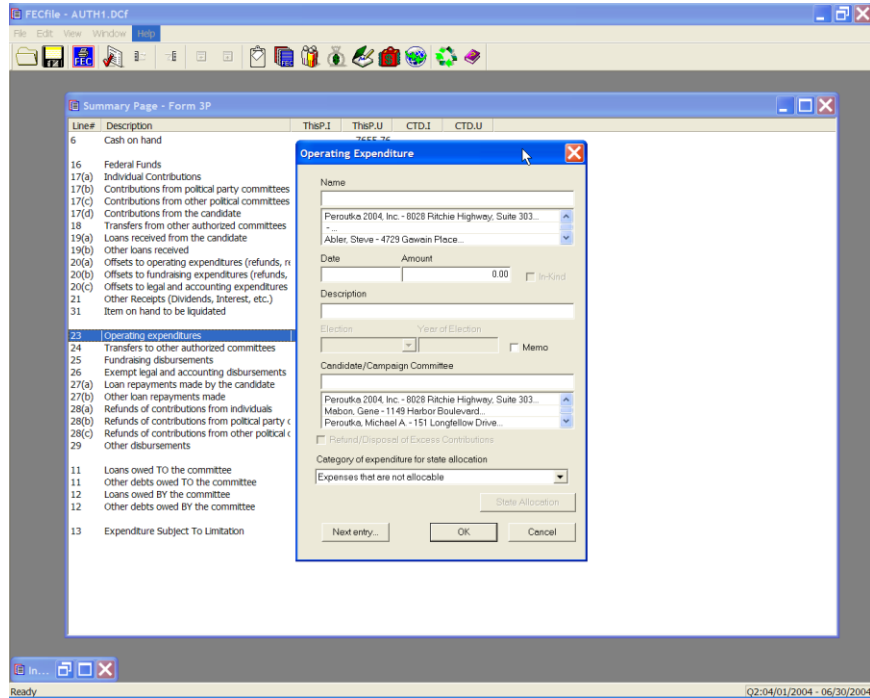 FECfile - AUTH1.DCf
File Edit View Window Help
FEC
Summary Page - Form 3P
Line# Description ThisP.I ThisP.U CTD.I CTD.U
6 Cash on hand 7655.76
16 Federal Funds
17(a) Individual Contributions
17(b) Contributions from political party committees
17(c) Contributions from other political committees
17(d) Contributions from the candidate
18 Transfers from other authorized committees
19(a) Loans received from the candidate
19(b) Other loans received
20(a) Offsets to operating expenditures (refunds, re
20(b) Offsets to fundraising expenditures (refunds,
20(c) Offsets to legal and accounting expenditures
21 Other Receipts (Dividends, Interest, etc.)
31 Item on hand to be liquidated
23 Operating expenditures
24 Transfers to other authorized committees
25 Fundraising disbursements
26 Exempt legal and accounting disbursements
27(a) Loan repayments made by the candidate
27(b) Other loan repayments made
28(a) Refunds of contributions from individuals
28(b) Refunds of contributions from political party c
28(c) Refunds of contributions from other political c
29 Other disbursements
11 Loans owed TO the committee
11 Other debts owed TO the committee
12 Loans owed BY the committee
12 Other debts owed BY the committee
13 Expenditure Subject To Limitation
Operating Expenditure
Name
Peroutka 2004, Inc. - 8028 Ritchie Highway, Suite 303...
- ...
Abler, Steve - 4729 Gawain Place...
Date Amount
0.00 In-Kind
Description
Election Year of Election
Memo
Candidate/Campaign Committee
Peroutka 2004, Inc. - 8028 Ritchie Highway, Suite 303...
Mabon, Gene - 1149 Harbor Boulevard...
Peroutka, Michael A. - 151 Longfellow Drive...
Refund/Disposal of Excess Contributions
Category of expenditure for state allocation
Expenses that are not allocable
State Allocation
Next entry... OK Cancel
In...
Ready Q2:04/01/2004 - 06/30/2004